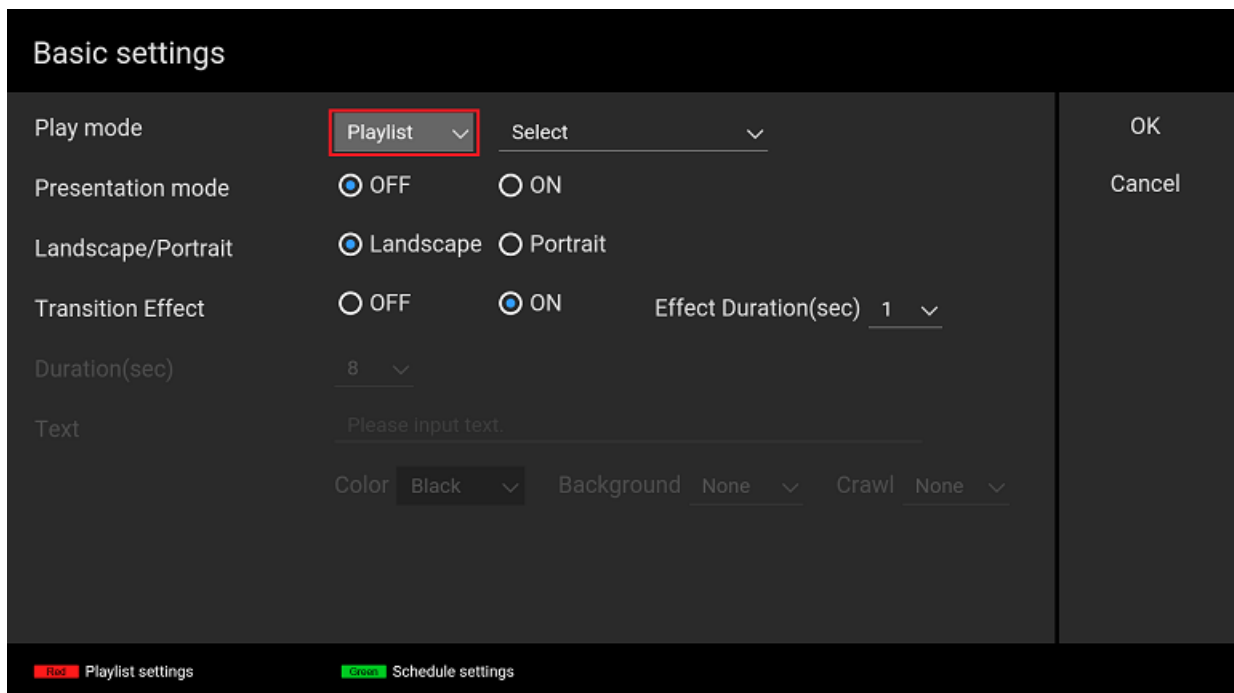 Basic settings
Play mode Playlist Select OK
Presentation mode OFF ON Cancel
Landscape/Portrait Landscape Portrait
Transition Effect OFF ON Effect Duration(sec) 1
Duration(sec) 8
Text Please input text.
Color Black Background None Crawl None
Red Playlist settings Green Schedule settings